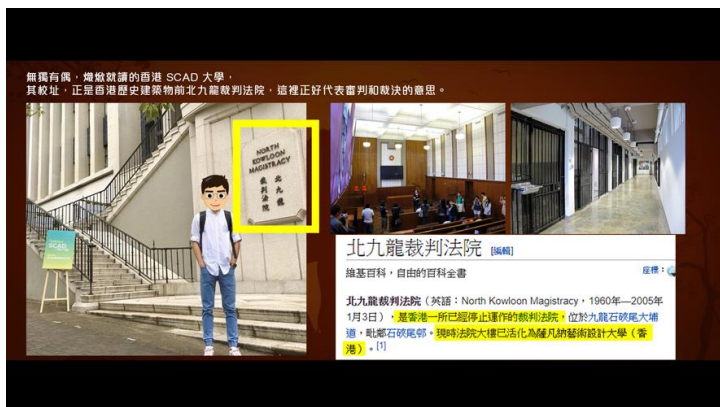 無獨有偶，熷焮就讀的香港 SCAD 大學，
其校址，正是香港歷史建築物前北九龍裁判法院，這裡正好代表審判和裁決的意思。
NORTH
KOWLOON
MAGISTRACY
北九龍
裁判法院
SCAD
北九龍裁判法院 [編輯]
維基百科，自由的百科全書
座標：
北九龍裁判法院（英語：North Kowloon Magistracy，1960年—2005年
1月3日），是香港一所已經停止運作的裁判法院，位於九龍石硤尾大埔
道，毗鄰石硤尾邨。現時法院大樓已活化為薩凡納藝術設計大學（香
港）。[1]